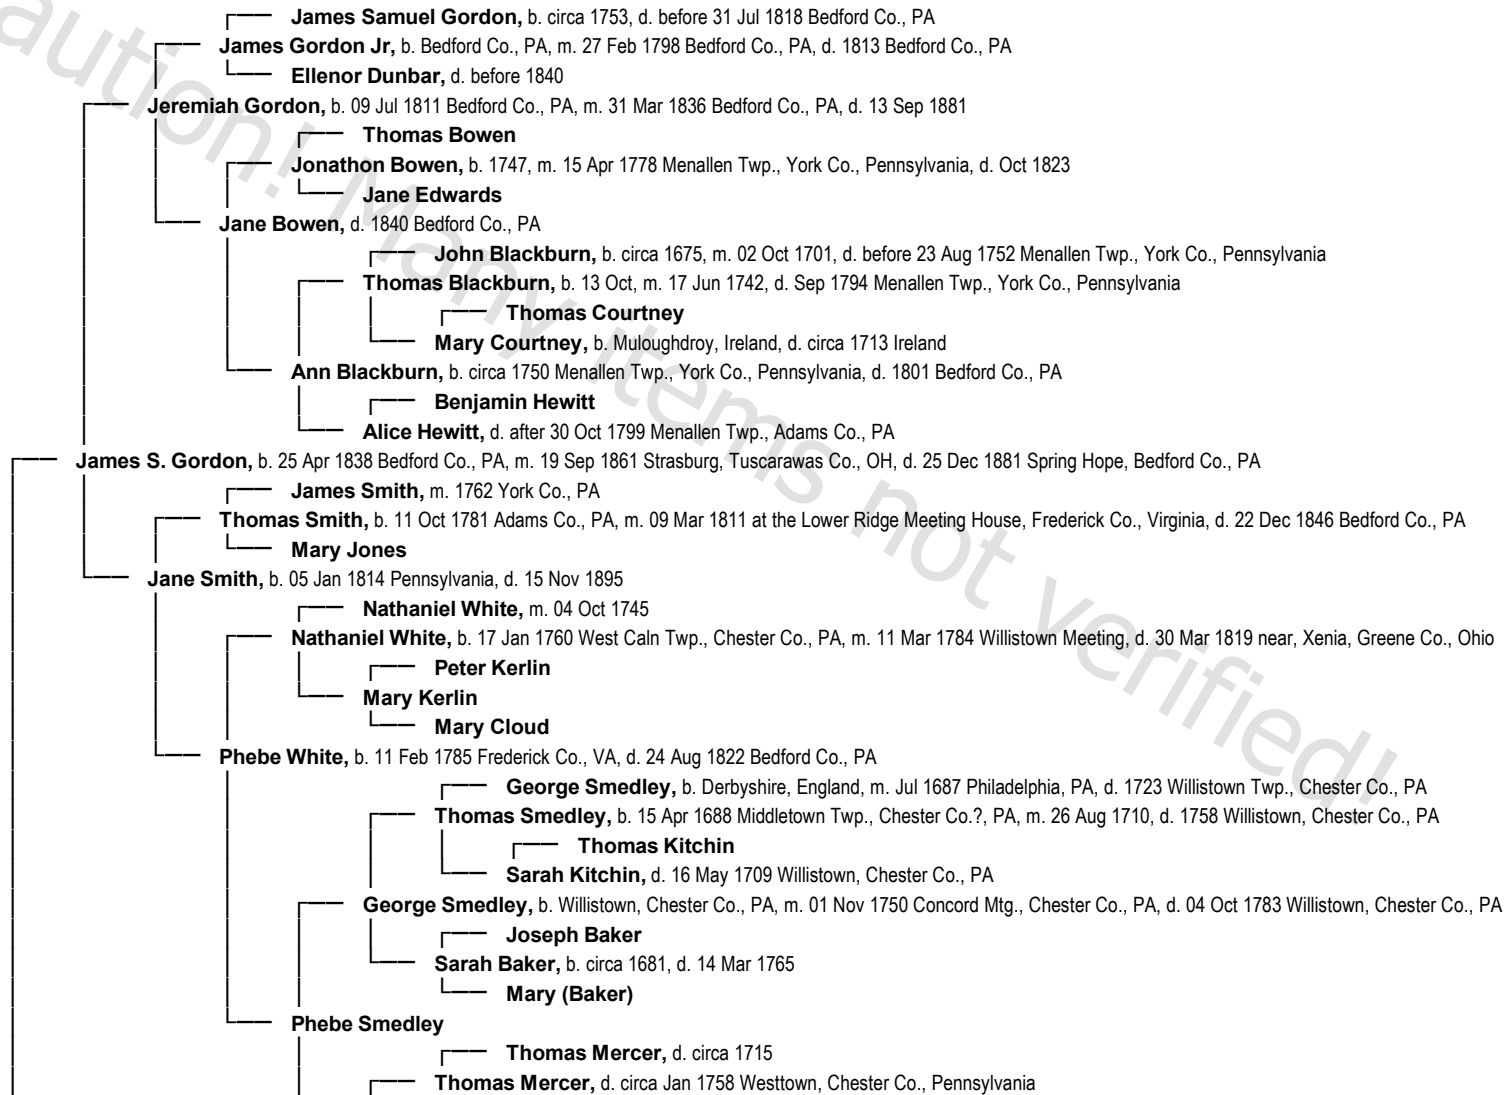 James Samuel Gordon, b. circa 1753, d. before 31 Jul 1818 Bedford Co., PA
James Gordon Jr, b. Bedford Co., PA, m. 27 Feb 1798 Bedford Co., PA, d. 1813 Bedford Co., PA
Ellenor Dunbar, d. before 1840
Jeremiah Gordon, b. 09 Jul 1811 Bedford Co., PA, m. 31 Mar 1836 Bedford Co., PA, d. 13 Sep 1881
Thomas Bowen
Jonathon Bowen, b. 1747, m. 15 Apr 1778 Menallen Twp., York Co., Pennsylvania, d. Oct 1823
Jane Edwards
Jane Bowen, d. 1840 Bedford Co., PA
John Blackburn, b. circa 1675, m. 02 Oct 1701, d. before 23 Aug 1752 Menallen Twp., York Co., Pennsylvania
Thomas Blackburn, b. 13 Oct, m. 17 Jun 1742, d. Sep 1794 Menallen Twp., York Co., Pennsylvania
Thomas Courtney
Mary Courtney, b. Muloughdroy, Ireland, d. circa 1713 Ireland
Ann Blackburn, b. circa 1750 Menallen Twp., York Co., Pennsylvania, d. 1801 Bedford Co., PA
Benjamin Hewitt
Alice Hewitt, d. after 30 Oct 1799 Menallen Twp., Adams Co., PA
James S. Gordon, b. 25 Apr 1838 Bedford Co., PA, m. 19 Sep 1861 Strasburg, Tuscarawas Co., OH, d. 25 Dec 1881 Spring Hope, Bedford Co., PA
James Smith, m. 1762 York Co., PA
Thomas Smith, b. 11 Oct 1781 Adams Co., PA, m. 09 Mar 1811 at the Lower Ridge Meeting House, Frederick Co., Virginia, d. 22 Dec 1846 Bedford Co., PA
Mary Jones
Jane Smith, b. 05 Jan 1814 Pennsylvania, d. 15 Nov 1895
Nathaniel White, m. 04 Oct 1745
Nathaniel White, b. 17 Jan 1760 West Caln Twp., Chester Co., PA, m. 11 Mar 1784 Willistown Meeting, d. 30 Mar 1819 near, Xenia, Greene Co., Ohio
Peter Kerlin
Mary Kerlin
Mary Cloud
Phebe White, b. 11 Feb 1785 Frederick Co., VA, d. 24 Aug 1822 Bedford Co., PA
George Smedley, b. Derbyshire, England, m. Jul 1687 Philadelphia, PA, d. 1723 Willistown Twp., Chester Co., PA
Thomas Smedley, b. 15 Apr 1688 Middletown Twp., Chester Co.?, PA, m. 26 Aug 1710, d. 1758 Willistown, Chester Co., PA
Thomas Kitchin
Sarah Kitchin, d. 16 May 1709 Willistown, Chester Co., PA
George Smedley, b. Willistown, Chester Co., PA, m. 01 Nov 1750 Concord Mtg., Chester Co., PA, d. 04 Oct 1783 Willistown, Chester Co., PA
Joseph Baker
Sarah Baker, b. circa 1681, d. 14 Mar 1765
Mary (Baker)
Phebe Smedley
Thomas Mercer, d. circa 1715
Thomas Mercer, d. circa Jan 1758 Westtown, Chester Co., Pennsylvania
aution! Many items not verified!